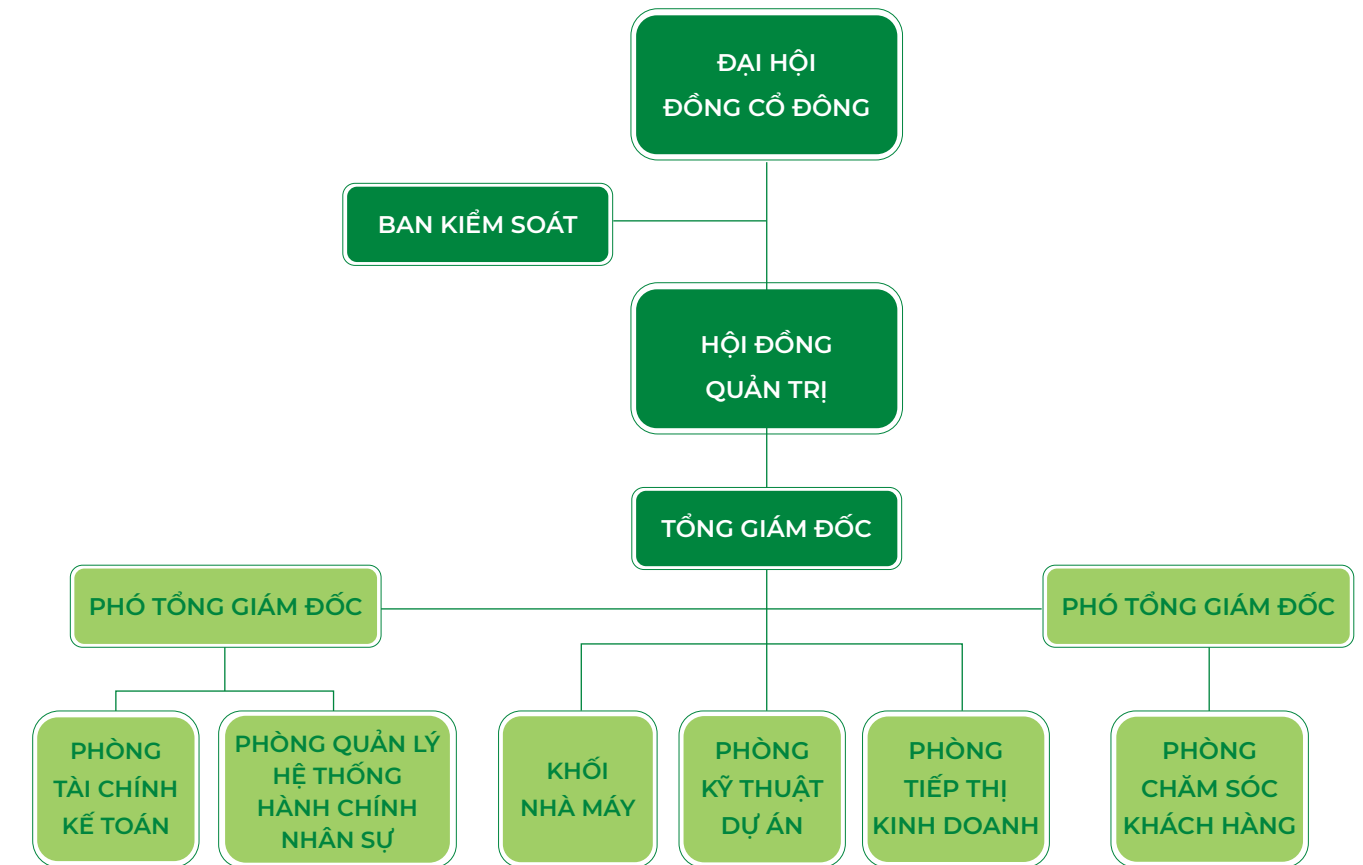 ĐẠI HỘI
ĐỒNG CỔ ĐÔNG
BAN KIỂM SOÁT
HỘI ĐỒNG
QUẢN TRỊ
TỔNG GIÁM ĐỐC
PHÓ TỔNG GIÁM ĐỐC
PHÓ TỔNG GIÁM ĐỐC
PHÒNG
TÀI CHÍNH
KẾ TOÁN
PHÒNG QUẢN LÝ
HỆ THỐNG
HÀNH CHÍNH
NHÂN SỰ
KHỐI
NHÀ MÁY
PHÒNG
KỸ THUẬT
DỰ ÁN
PHÒNG
TIẾP THỊ
KINH DOANH
PHÒNG
CHĂM SÓC
KHÁCH HÀNG